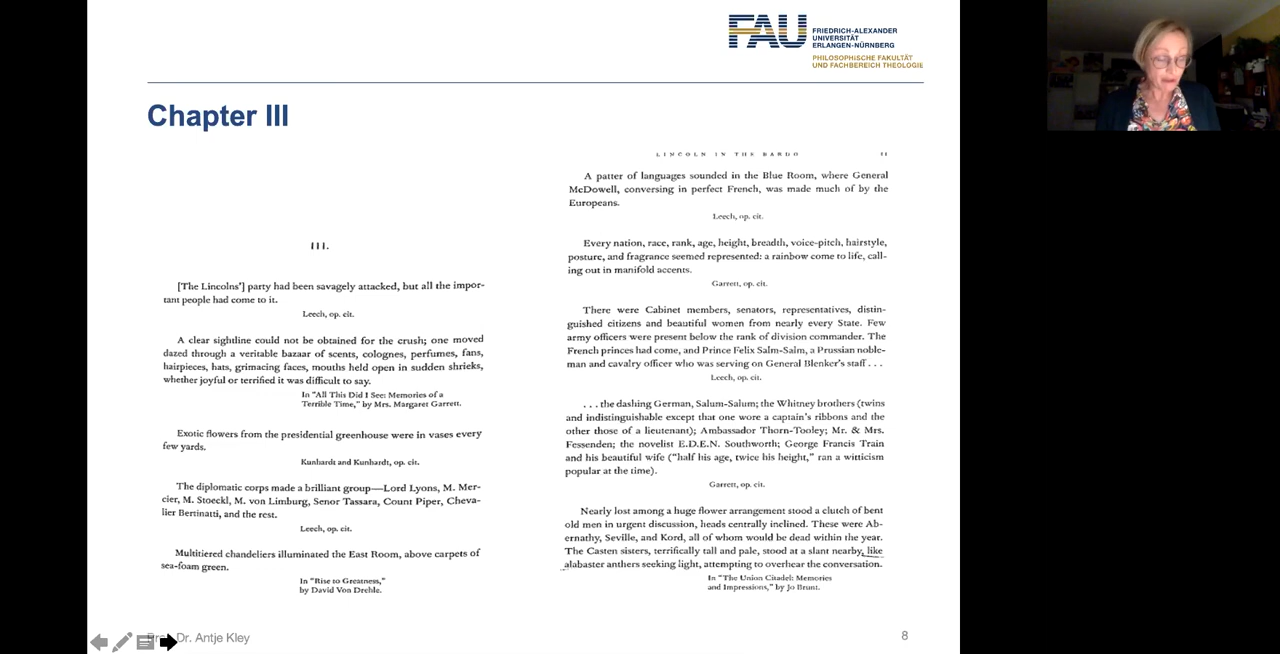 FAU
FRIEDRICH-ALEXANDER
UNIVERSITÄT
ERLANGEN-NÜRNBERG
PHILOSOPHISCHE FAKULTÄT
UND FACHBEREICH THEOLOGIE
Chapter III
III.
[The Lincolns'] party had been savagely attacked, but all the impor-
tant people had come to it.
Leech, op. cit.
A clear sightline could not be obtained for the crush; one moved
dazed through a veritable bazaar of scents, colognes, perfumes, fans,
hairpieces, hats, grimacing faces, mouths held open in sudden shrieks,
whether joyful or terrified it was difficult to say.
In "All This Did I See: Memories of a
Terrible Time," by Mrs. Margaret Garrett.
Exotic flowers from the presidential greenhouse were in vases every
few yards.
Kunhardt and Kunhardt, op. cit.
The diplomatic corps made a brilliant group—Lord Lyons, M. Mer-
cier, M. Stoeckl, M. von Limburg, Senor Tassara, Count Piper, Cheva-
lier Bertinatti, and the rest.
Leech, op. cit.
Multitiered chandeliers illuminated the East Room, above carpets of
sea-foam green.
In "Rise to Greatness,"
by David Von Drehle.
LINCOLN IN THE BARDO
A patter of languages sounded in the Blue Room, where General
McDowell, conversing in perfect French, was made much of by the
Europeans.
Leech, op. cit.
Every nation, race, rank, age, height, breadth, voice-pitch, hairstyle,
posture, and fragrance seemed represented: a rainbow come to life, call-
ing out in manifold accents.
Garrett, op. cit.
There were Cabinet members, senators, representatives, distin-
guished citizens and beautiful women from nearly every State. Few
army officers were present below the rank of division commander. The
French princes had come, and Prince Felix Salm-Salm, a Prussian noble-
man and cavalry officer who was serving on General Blenker's staff . . .
Leech, op. cit.
. . . the dashing German, Salum-Salum; the Whitney brothers (twins
and indistinguishable except that one wore a captain's ribbons and the
other those of a lieutenant); Ambassador Thorn-Tooley; Mr. & Mrs.
Fessenden; the novelist E.D.E.N. Southworth; George Francis Train
and his beautiful wife ("half his age, twice his height," ran a witticism
popular at the time).
Garrett, op. cit.
Nearly lost among a huge flower arrangement stood a clutch of bent
old men in urgent discussion, heads centrally inclined. These were Ab-
ernathy, Seville, and Kord, all of whom would be dead within the year.
The Casten sisters, terrifically tall and pale, stood at a slant nearby, like
alabaster anthers seeking light, attempting to overhear the conversation.
In "The Union Citadel: Memories
and Impressions," by Jo Brunt.
Dr. Antje Kley
8